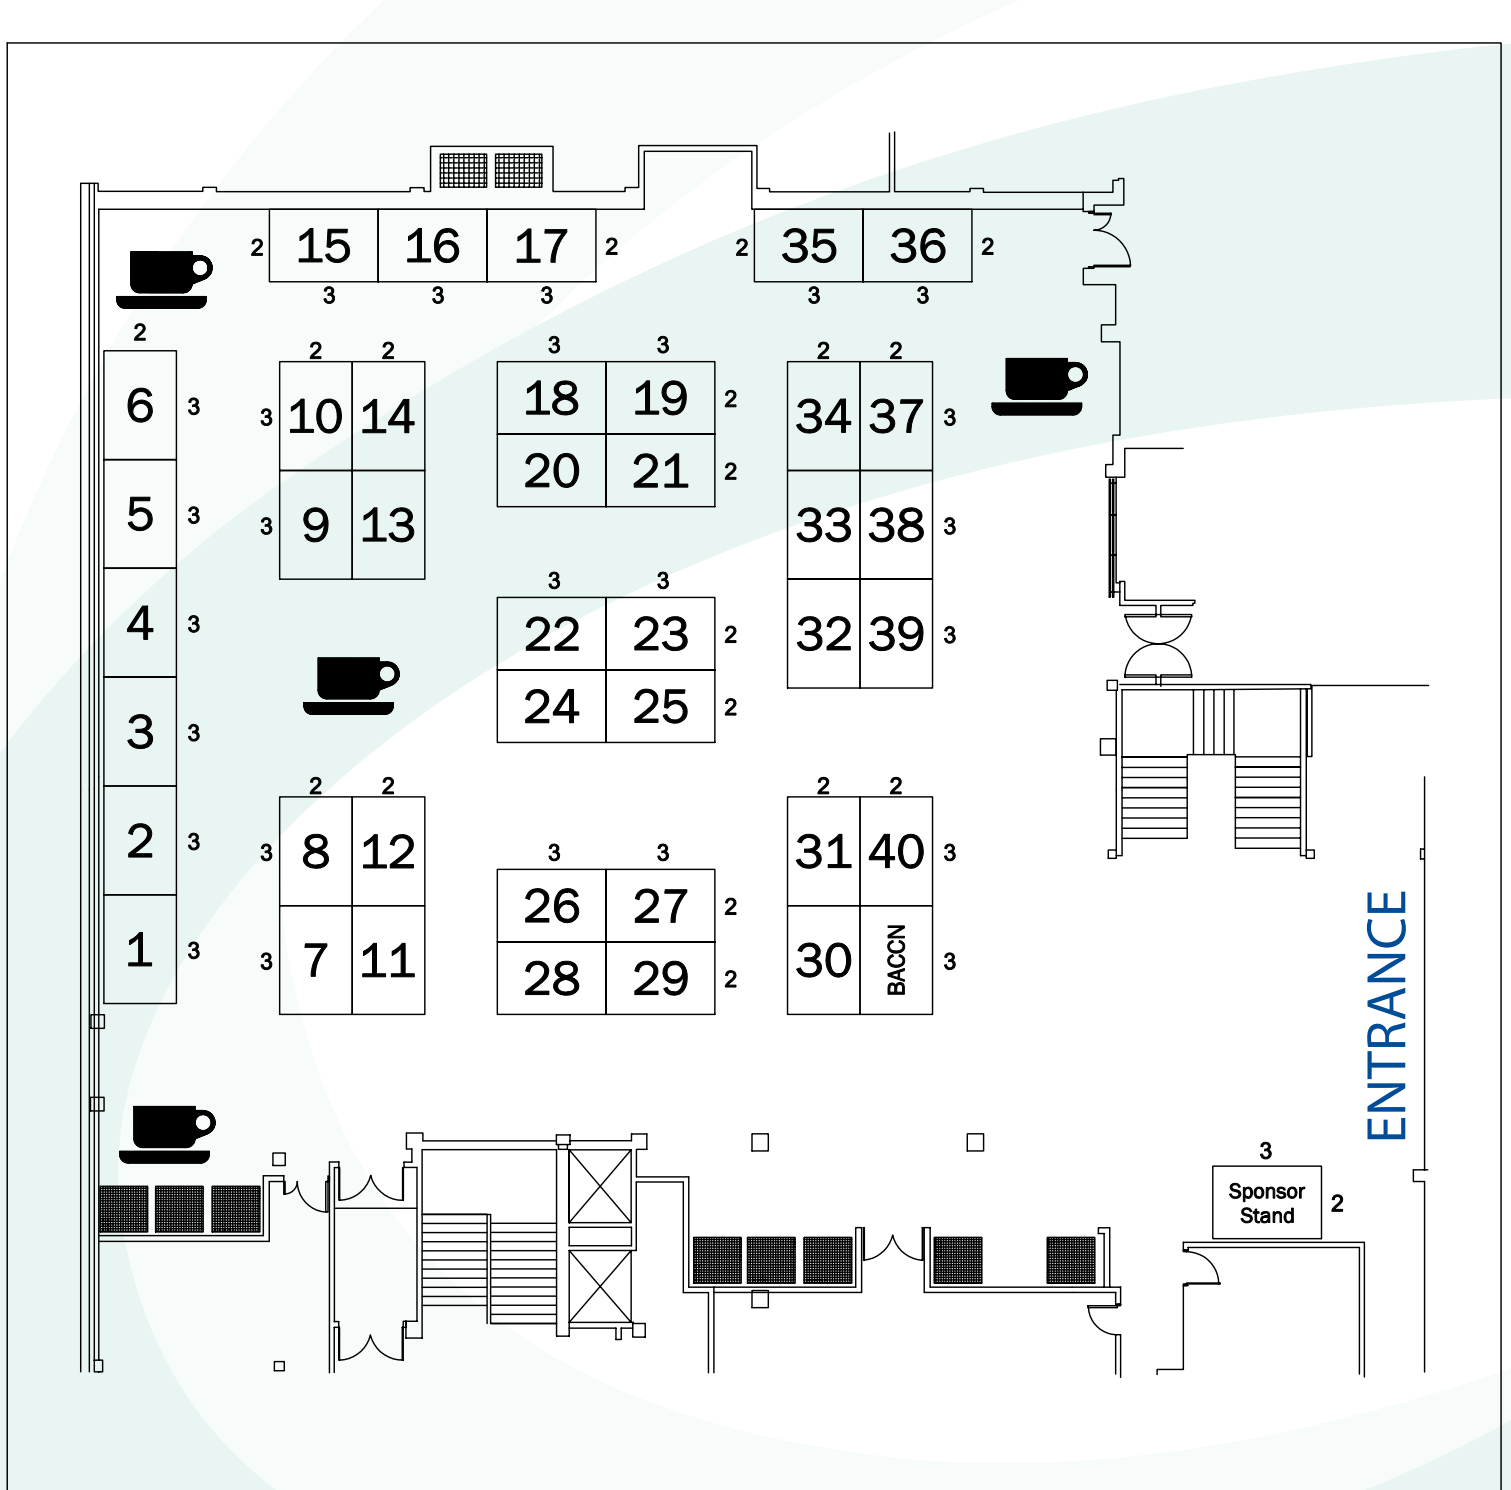 2 15 16 17 2 2 35 36 2
3 3 3 3 3
2
2 2 3 3 2 2
6 3 3 10 14 18 19 2 34 37 3
20 21 2
5 3 3 9 13 33 38 3
3 3
4 3 22 23 2 32 39 3
3 3 24 25 2
2 2 2 2
2 3 3 8 12 3 3 31 40 3
26 27 2
1 3 3 7 11 28 29 2 30 BACCN 3
ENTRANCE
3
Sponsor
Stand 2